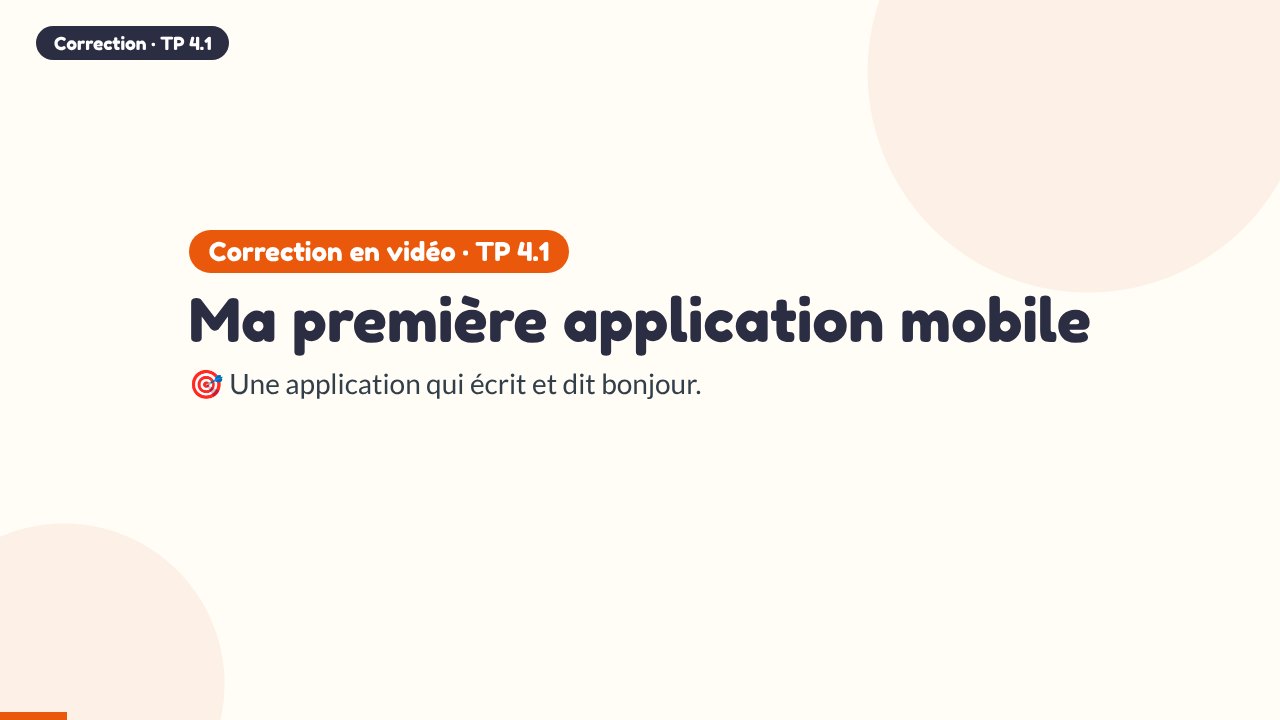 Correction · TP 4.1
Correction en vidéo · TP 4.1
Ma première application mobile
🎯 Une application qui écrit et dit bonjour.